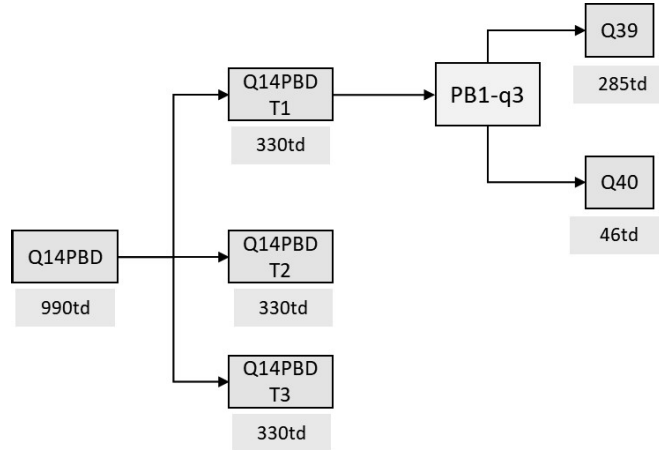 Q39
285td
Q14PBD
T1
330td
PB1-q3
Q40
46td
Q14PBD
990td
Q14PBD
T2
330td
Q14PBD
T3
330td